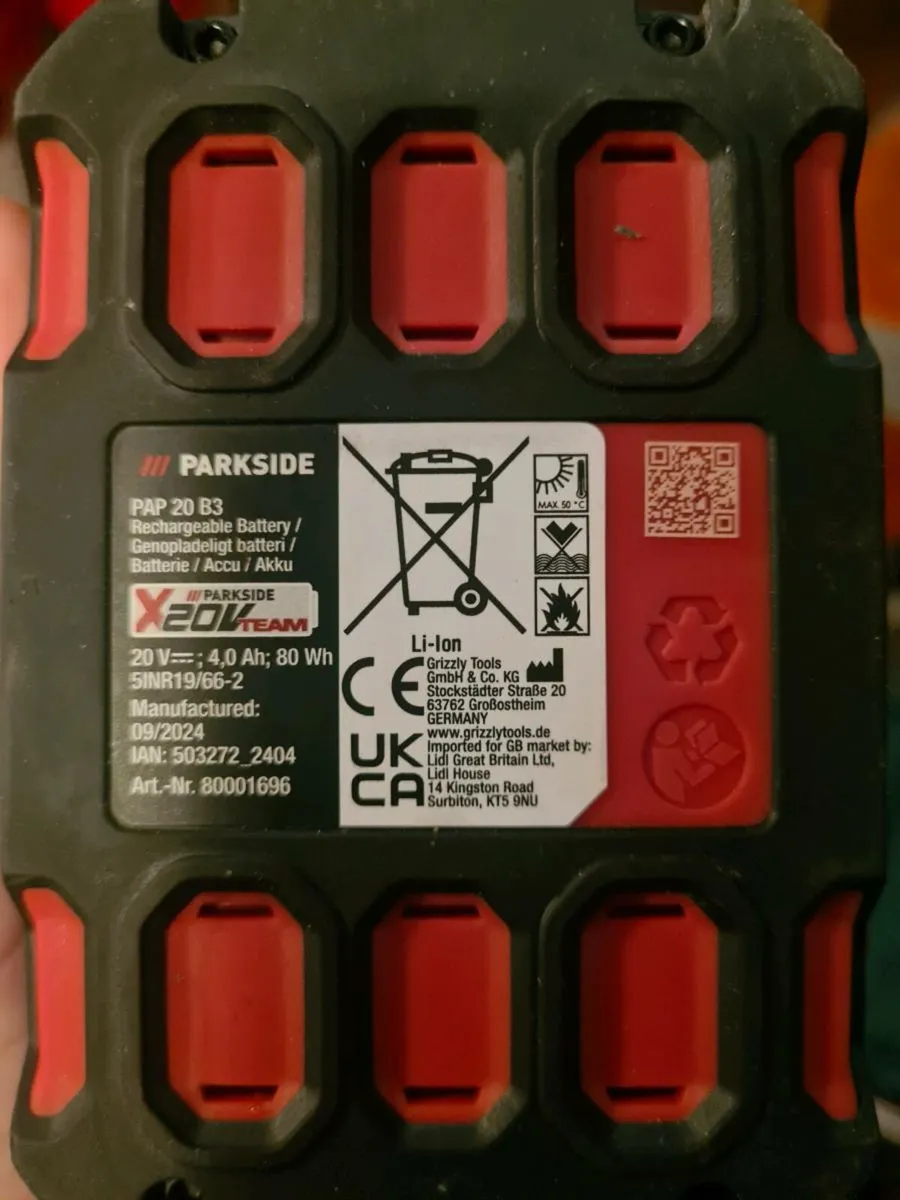 /// PARKSIDE
PAP 20 B3
Rechargeable Battery /
Genopladeligt batteri /
Batterie / Accu / Akku
/// PARKSIDE
X20VTEAM
20 V⎓; 4,0 Ah; 80 Wh
5INR19/66-2
Manufactured:
09/2024
IAN: 503272_2404
Art.-Nr. 80001696
MAX. 50 °C
Li-Ion
CE
Grizzly Tools
GmbH & Co. KG
Stockstädter Straße 20
63762 Großostheim
GERMANY
www.grizzlytools.de
UK
CA
Imported for GB market by:
Lidl Great Britain Ltd,
Lidl House
14 Kingston Road
Surbiton, KT5 9NU